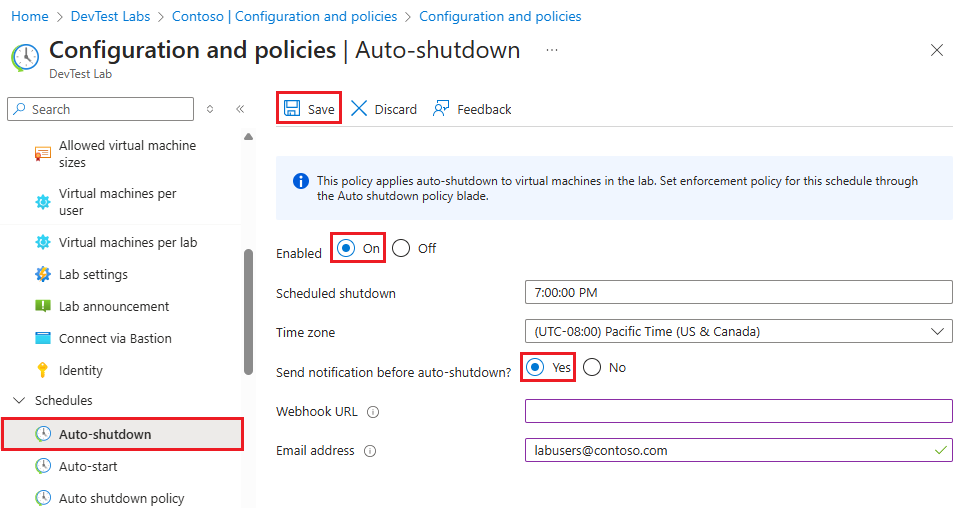 Home > DevTest Labs > Contoso | Configuration and policies > Configuration and policies
Configuration and policies | Auto-shutdown ...
DevTest Lab
Search
Allowed virtual machine
sizes
Virtual machines per
user
Virtual machines per lab
Lab settings
Lab announcement
Connect via Bastion
Identity
Schedules
Auto-shutdown
Auto-start
Auto shutdown policy
Save Discard Feedback
This policy applies auto-shutdown to virtual machines in the lab. Set enforcement policy for this schedule through
the Auto shutdown policy blade.
Enabled On Off
Scheduled shutdown 7:00:00 PM
Time zone (UTC-08:00) Pacific Time (US & Canada)
Send notification before auto-shutdown? Yes No
Webhook URL
Email address labusers@contoso.com